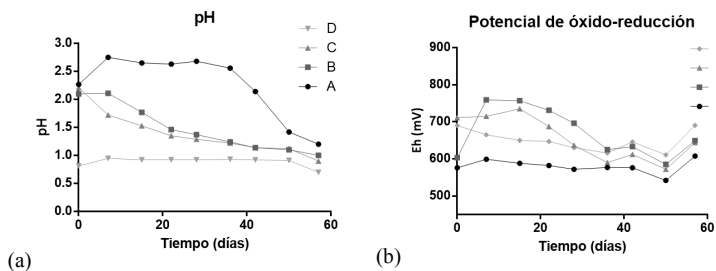 pH
D
C
B
A
3.0
2.5
2.0
1.5
1.0
0.5
0.0
pH
0
20
40
60
Tiempo (días)
(a)
Potencial de óxido-reducción
900
800
700
600
500
Eh (mV)
0
20
40
60
Tiempo (días)
(b)